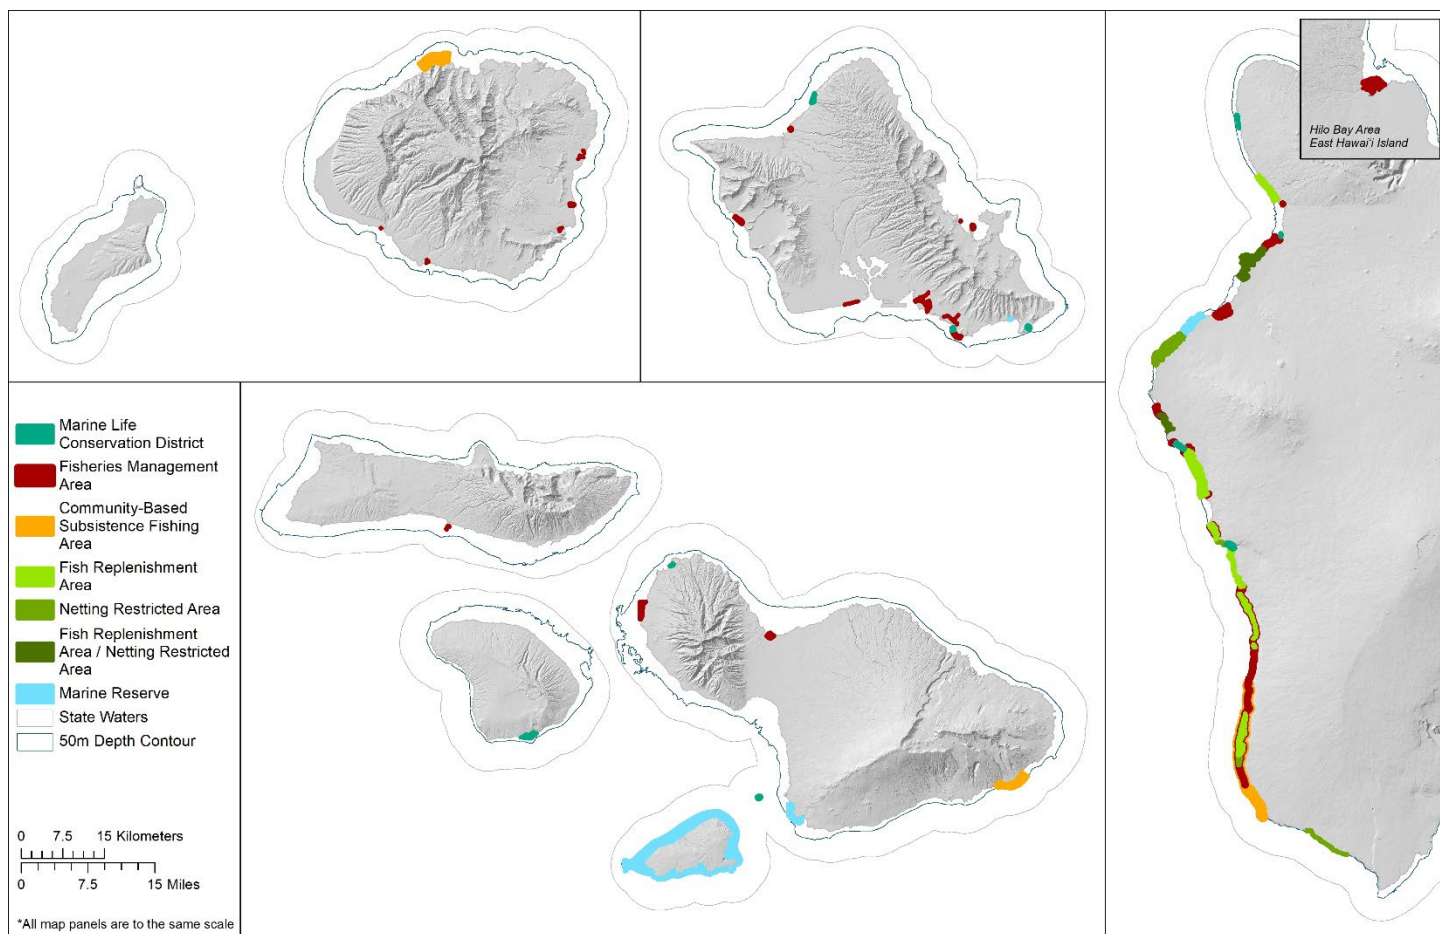 Hilo Bay Area
East Hawai'i Island
Marine Life
Conservation District
Fisheries Management
Area
Community-Based
Subsistence Fishing
Area
Fish Replenishment
Area
Netting Restricted Area
Fish Replenishment
Area / Netting Restricted
Area
Marine Reserve
State Waters
50m Depth Contour
0 7.5 15 Kilometers
0 7.5 15 Miles
*All map panels are to the same scale